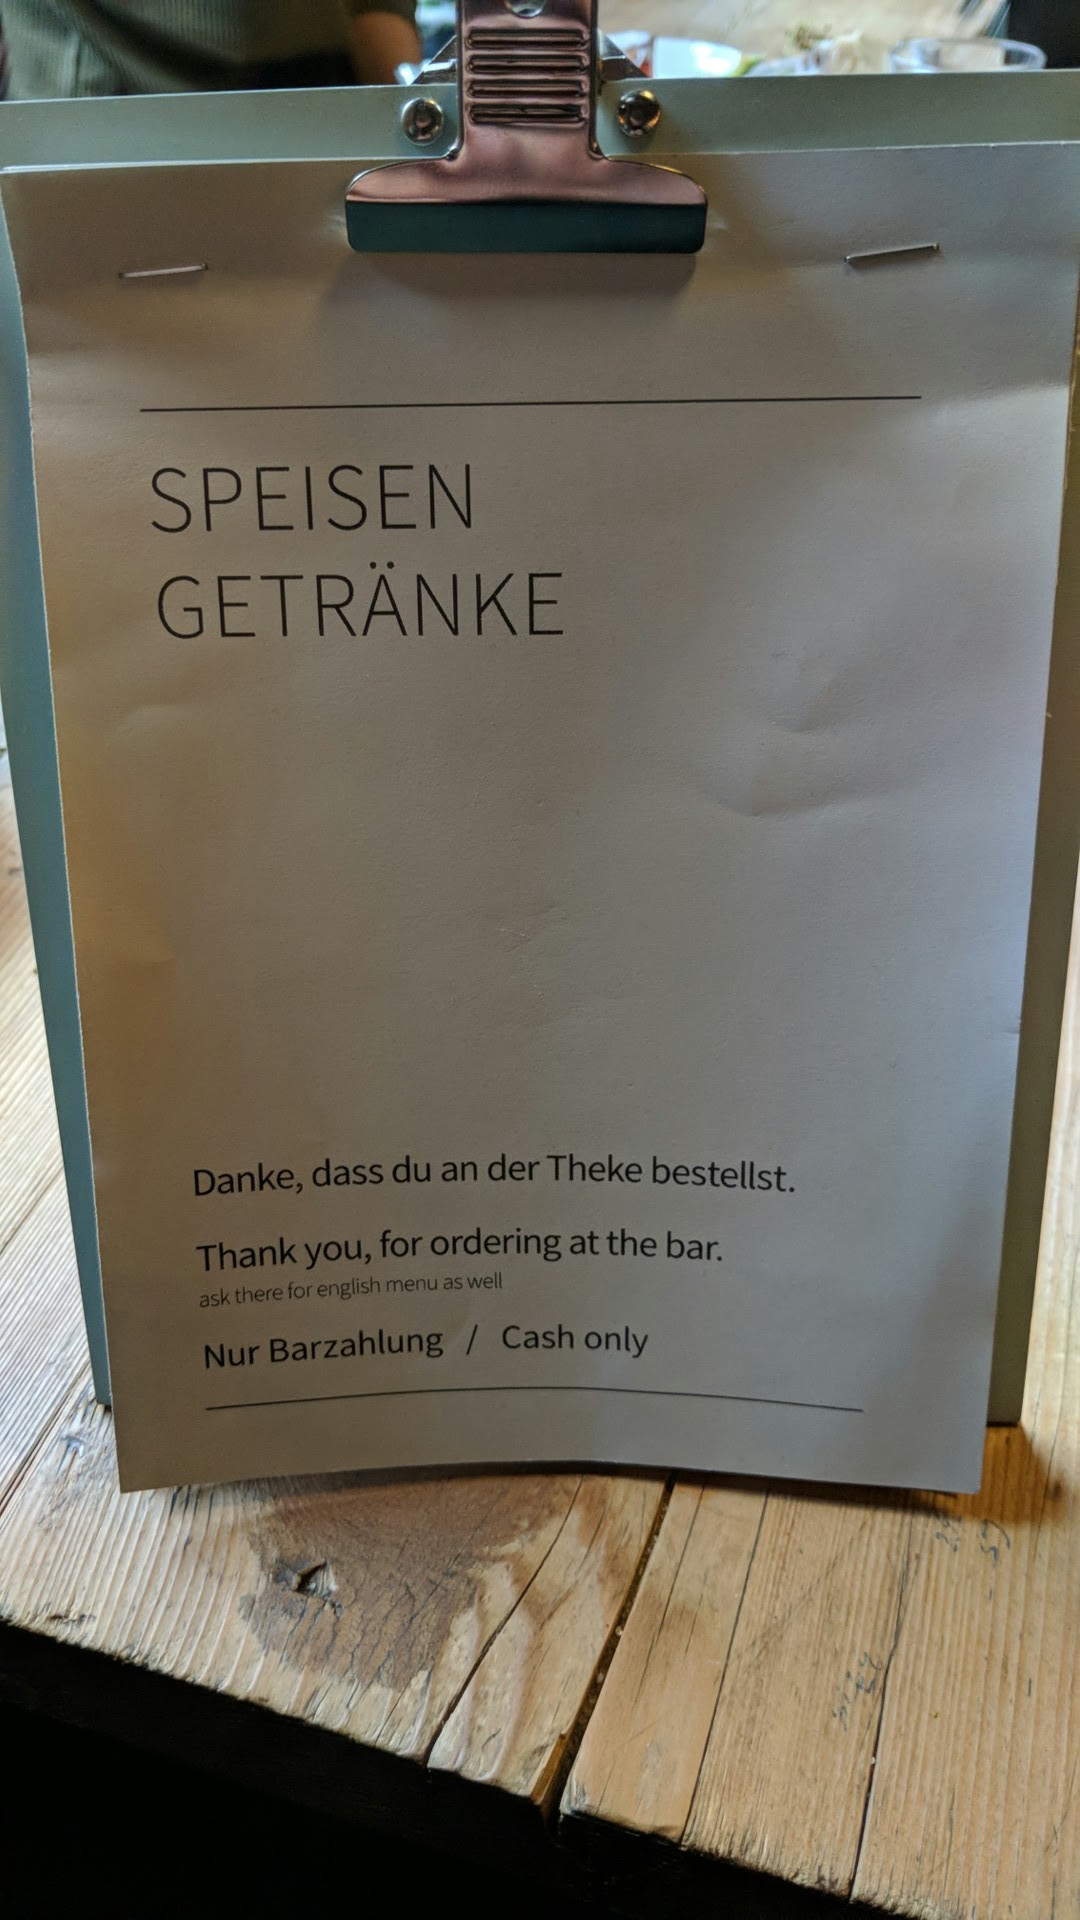 SPEISEN
GETRÄNKE
Danke, dass du an der Theke bestellst.
Thank you, for ordering at the bar.
ask there for english menu as well
Nur Barzahlung / Cash only